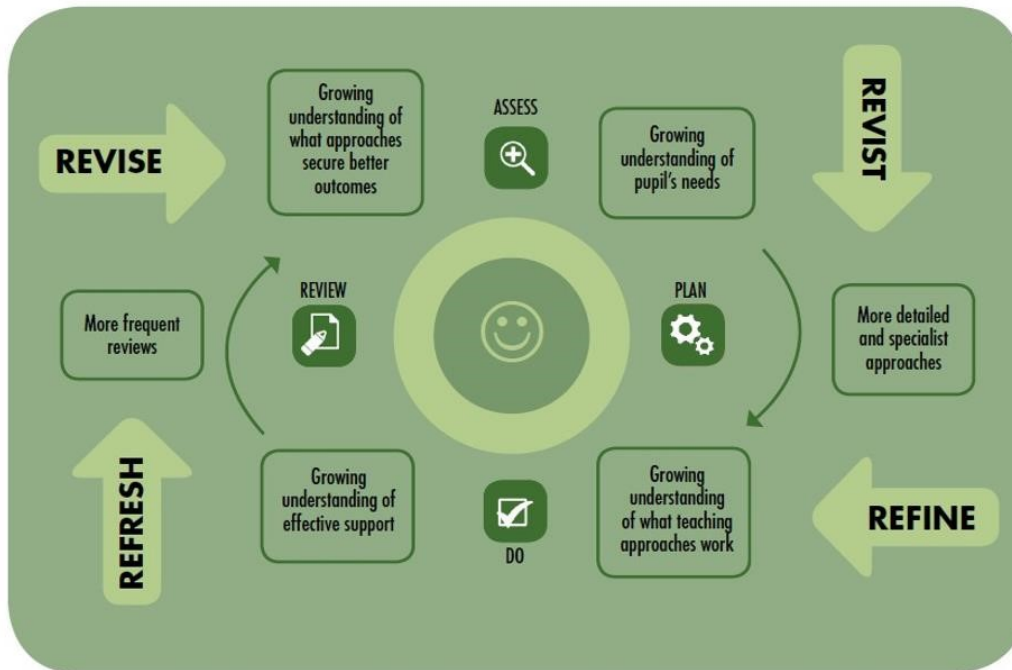 REVISE
Growing
understanding of
what approaches
secure better
outcomes
ASSESS
Growing
understanding of
pupil's needs
REVIST
More frequent
reviews
REVIEW
PLAN
More detailed
and specialist
approaches
REFRESH
Growing
understanding of
effective support
DO
Growing
understanding
of what teaching
approaches work
REFINE